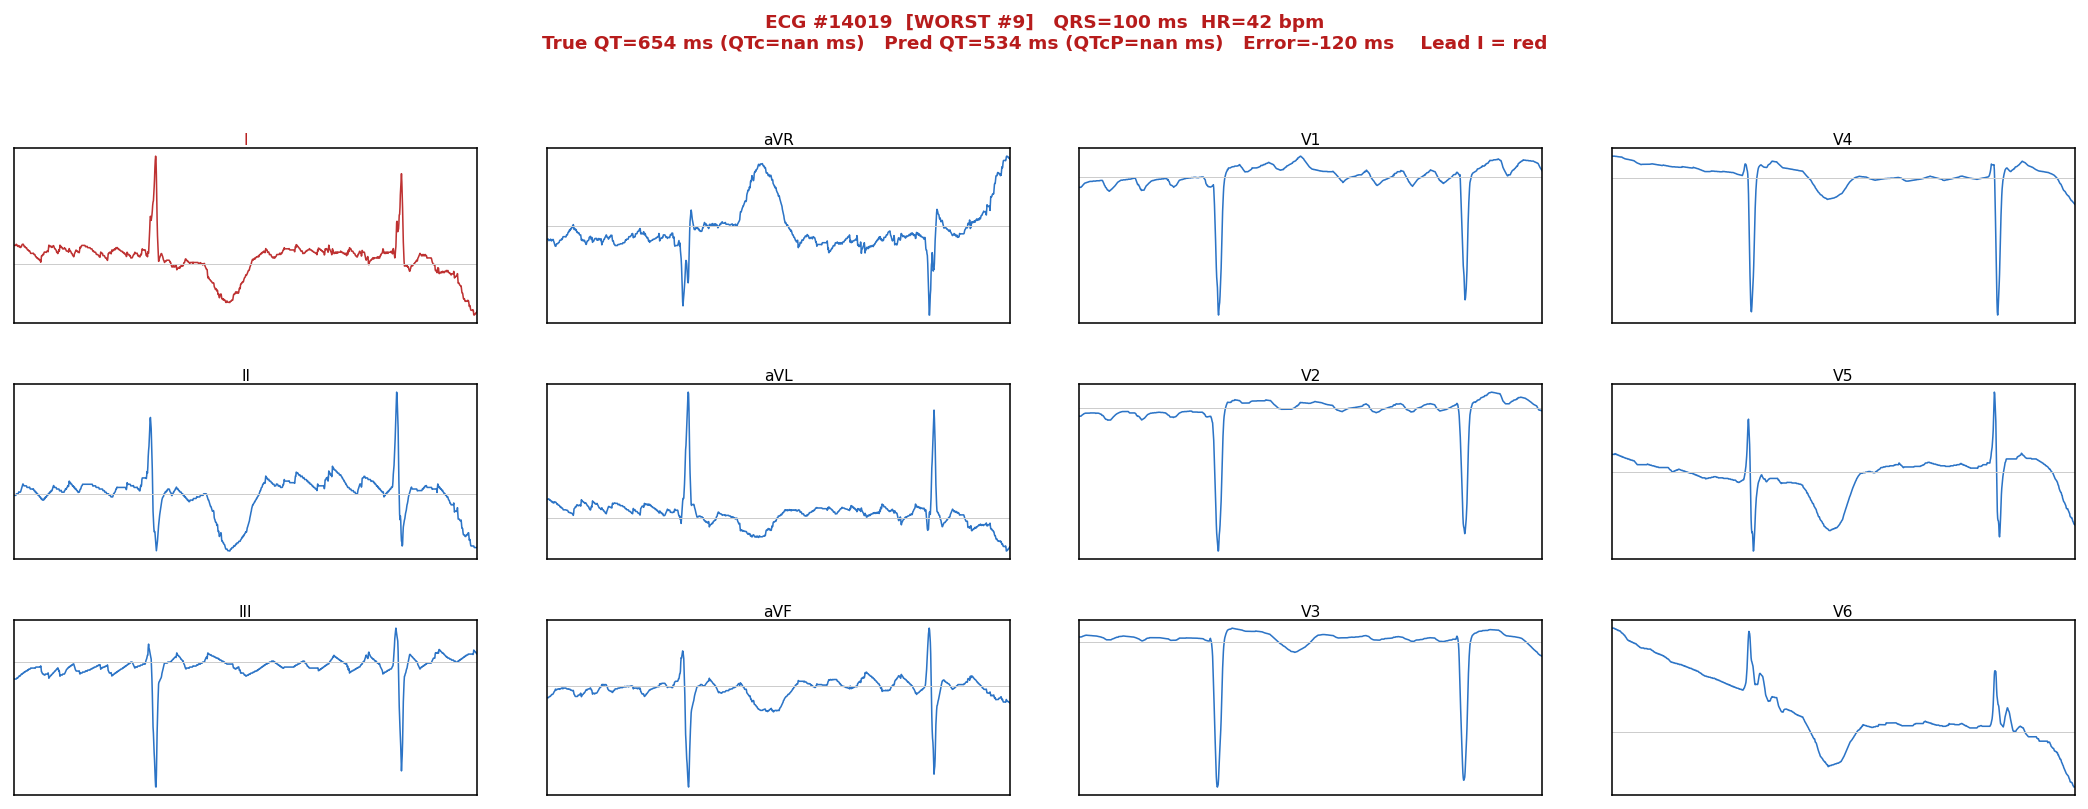 ECG #14019  [WORST #9]   QRS=100 ms  HR=42 bpm
True QT=654 ms (QTc=nan ms)   Pred QT=534 ms (QTcP=nan ms)   Error=-120 ms    Lead I = red
I
aVR
V1
V4
II
aVL
V2
V5
III
aVF
V3
V6